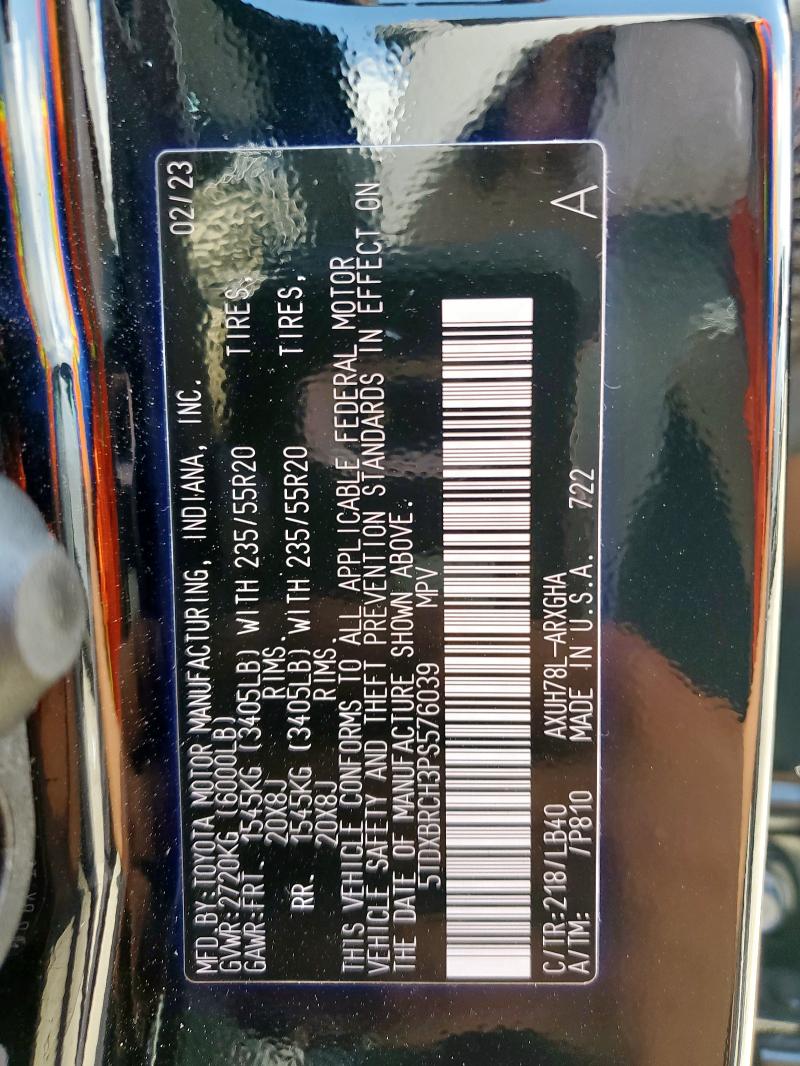 MFD.BY:TOYOTA MOTOR MANUFACTURING, INDIANA, INC. 02/23
GVWR:2720KG (6000LB)
GAWR:FRT. 1545KG (3405LB) WITH 235/55R20 TIRES,
20X8J RIMS
RR. 1545KG (3405LB) WITH 235/55R20 TIRES,
20X8J RIMS.
THIS VEHICLE CONFORMS TO ALL APPLICABLE FEDERAL MOTOR
VEHICLE SAFETY AND THEFT PREVENTION STANDARDS IN EFFECT ON
THE DATE OF MANUFACTURE SHOWN ABOVE.
5TDXBRCH3PS576039 MPV
C/TR:218/LB40 AXUH78L-ARXGHA A
A/TM: /P810 MADE IN U.S.A. 722